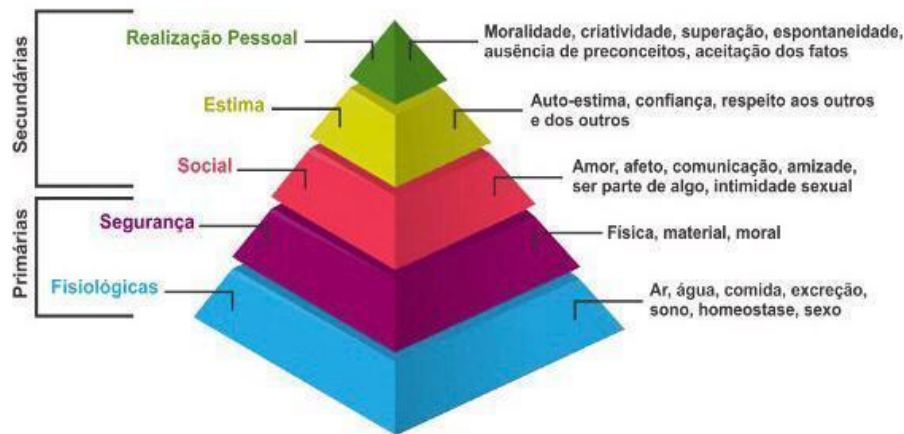 Secundárias
Realização Pessoal
Moralidade, criatividade, superação, espontaneidade,
ausência de preconceitos, aceitação dos fatos
Estima
Auto-estima, confiança, respeito aos outros
e dos outros
Social
Amor, afeto, comunicação, amizade,
ser parte de algo, intimidade sexual
Primárias
Segurança
Física, material, moral
Fisiológicas
Ar, água, comida, excreção,
sono, homeostase, sexo